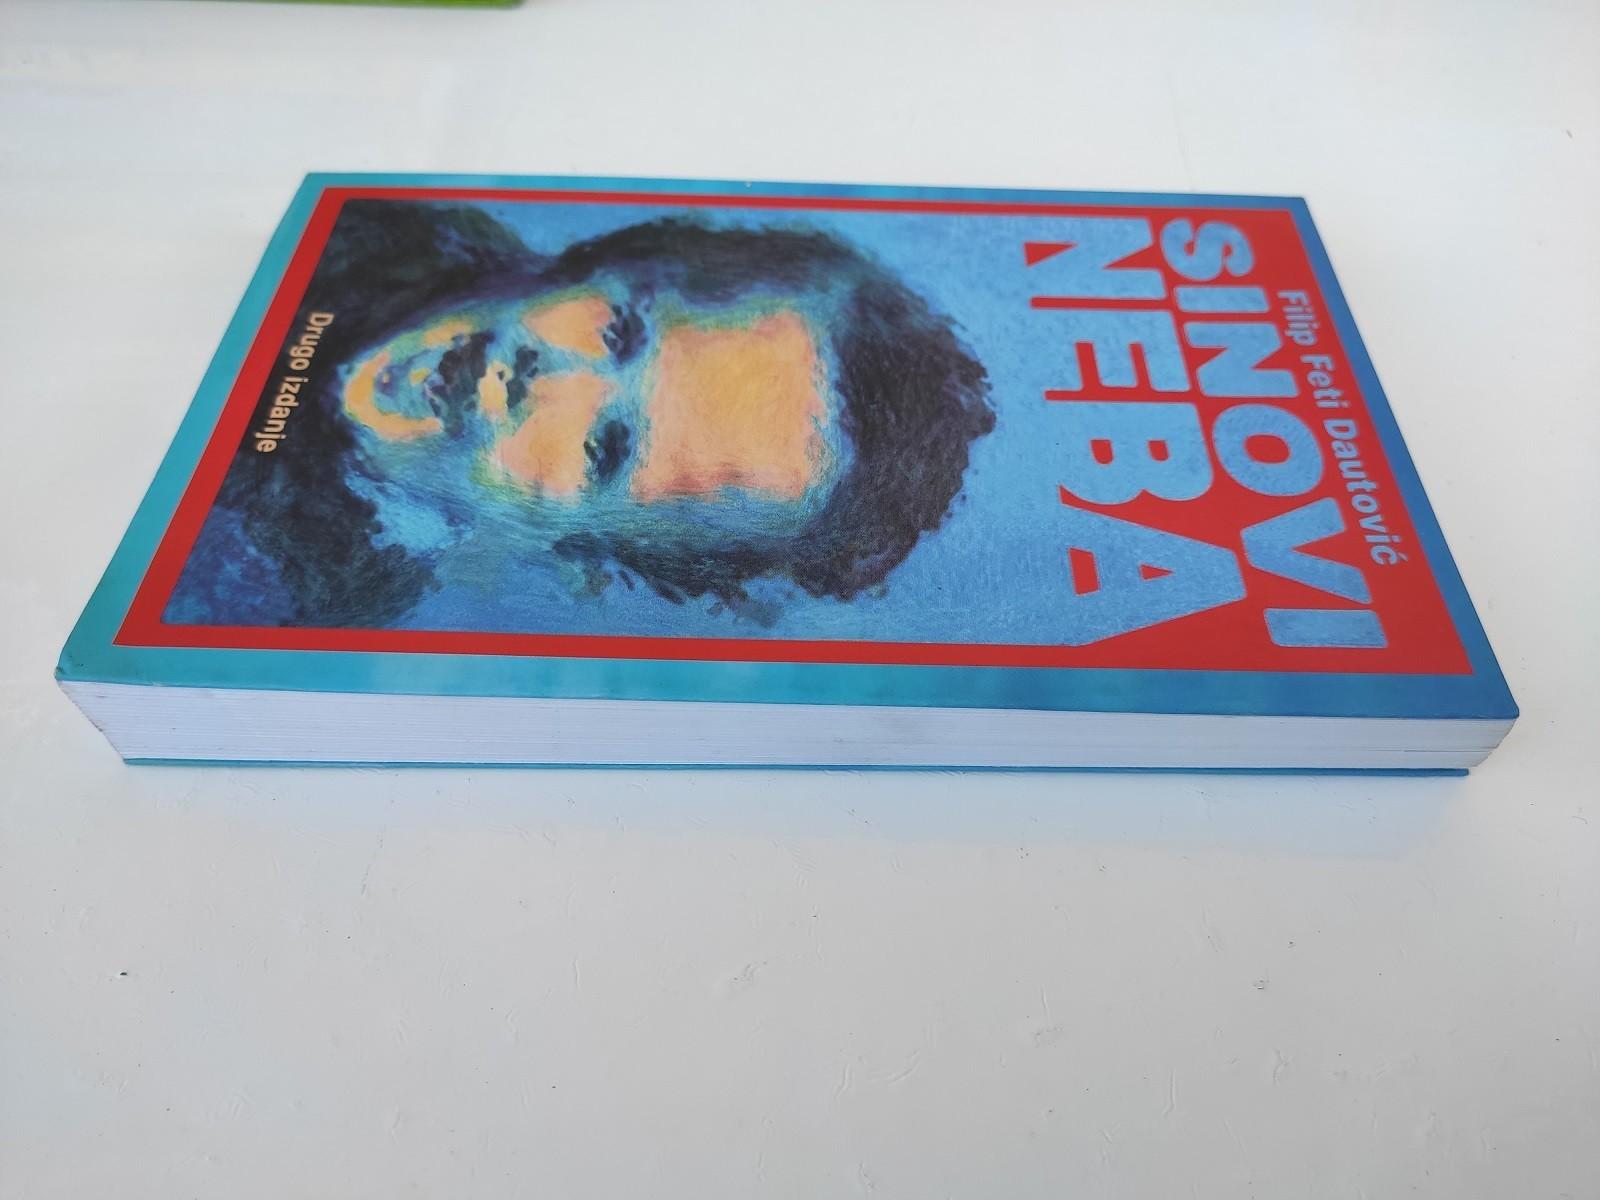 Filip Feti Dautović
SINOVI
NEBA
Drugo izdanje